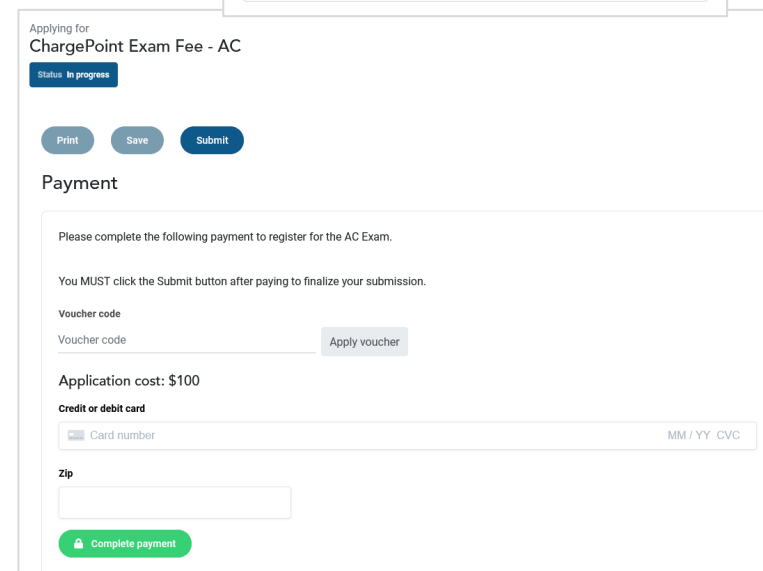 Applying for
ChargePoint Exam Fee - AC
Status In progress
Print Save Submit
Payment
Please complete the following payment to register for the AC Exam.
You MUST click the Submit button after paying to finalize your submission.
Voucher code
Voucher code Apply voucher
Application cost: $100
Credit or debit card
Card number MM / YY CVC
Zip
Complete payment